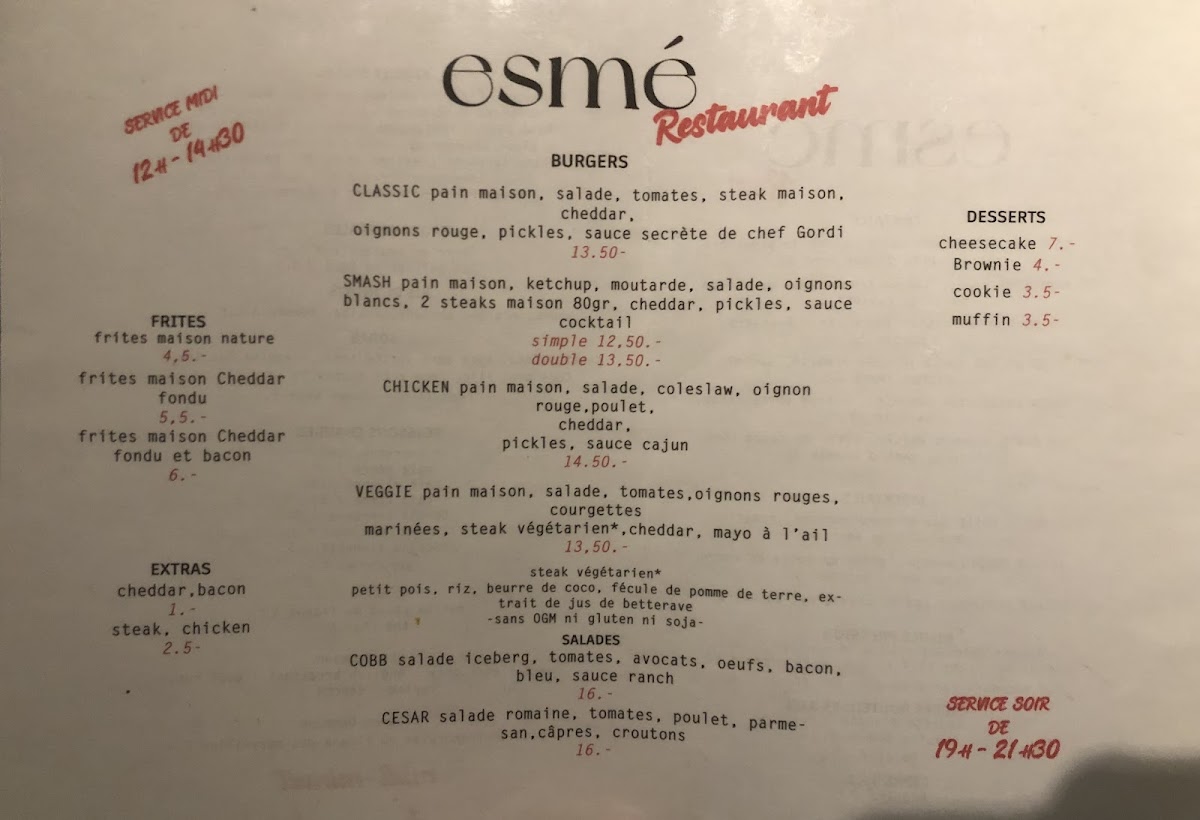 esmé
Restaurant
SERVICE MIDI
DE
12H - 14H30
BURGERS
CLASSIC pain maison, salade, tomates, steak maison,
cheddar,
oignons rouge, pickles, sauce secrète de chef Gordi
13.50-
SMASH pain maison, ketchup, moutarde, salade, oignons
blancs, 2 steaks maison 80gr, cheddar, pickles, sauce
cocktail
simple 12,50.-
double 13,50.-
CHICKEN pain maison, salade, coleslaw, oignon
rouge,poulet,
cheddar,
pickles, sauce cajun
14.50.-
VEGGIE pain maison, salade, tomates,oignons rouges,
courgettes
marinées, steak végétarien*,cheddar, mayo à l'ail
13,50.-
steak végétarien*
petit pois, riz, beurre de coco, fécule de pomme de terre, ex-
trait de jus de betterave
-sans OGM ni gluten ni soja-
SALADES
COBB salade iceberg, tomates, avocats, oeufs, bacon,
bleu, sauce ranch
16.-
CESAR salade romaine, tomates, poulet, parme-
san,câpres, croutons
16.-
FRITES
frites maison nature
4,5.-
frites maison Cheddar
fondu
5,5.-
frites maison Cheddar
fondu et bacon
6.-
EXTRAS
cheddar,bacon
1.-
steak, chicken
2.5-
DESSERTS
cheesecake 7.-
Brownie 4.-
cookie 3.5-
muffin 3.5-
SERVICE SOIR
DE
19H - 21H30